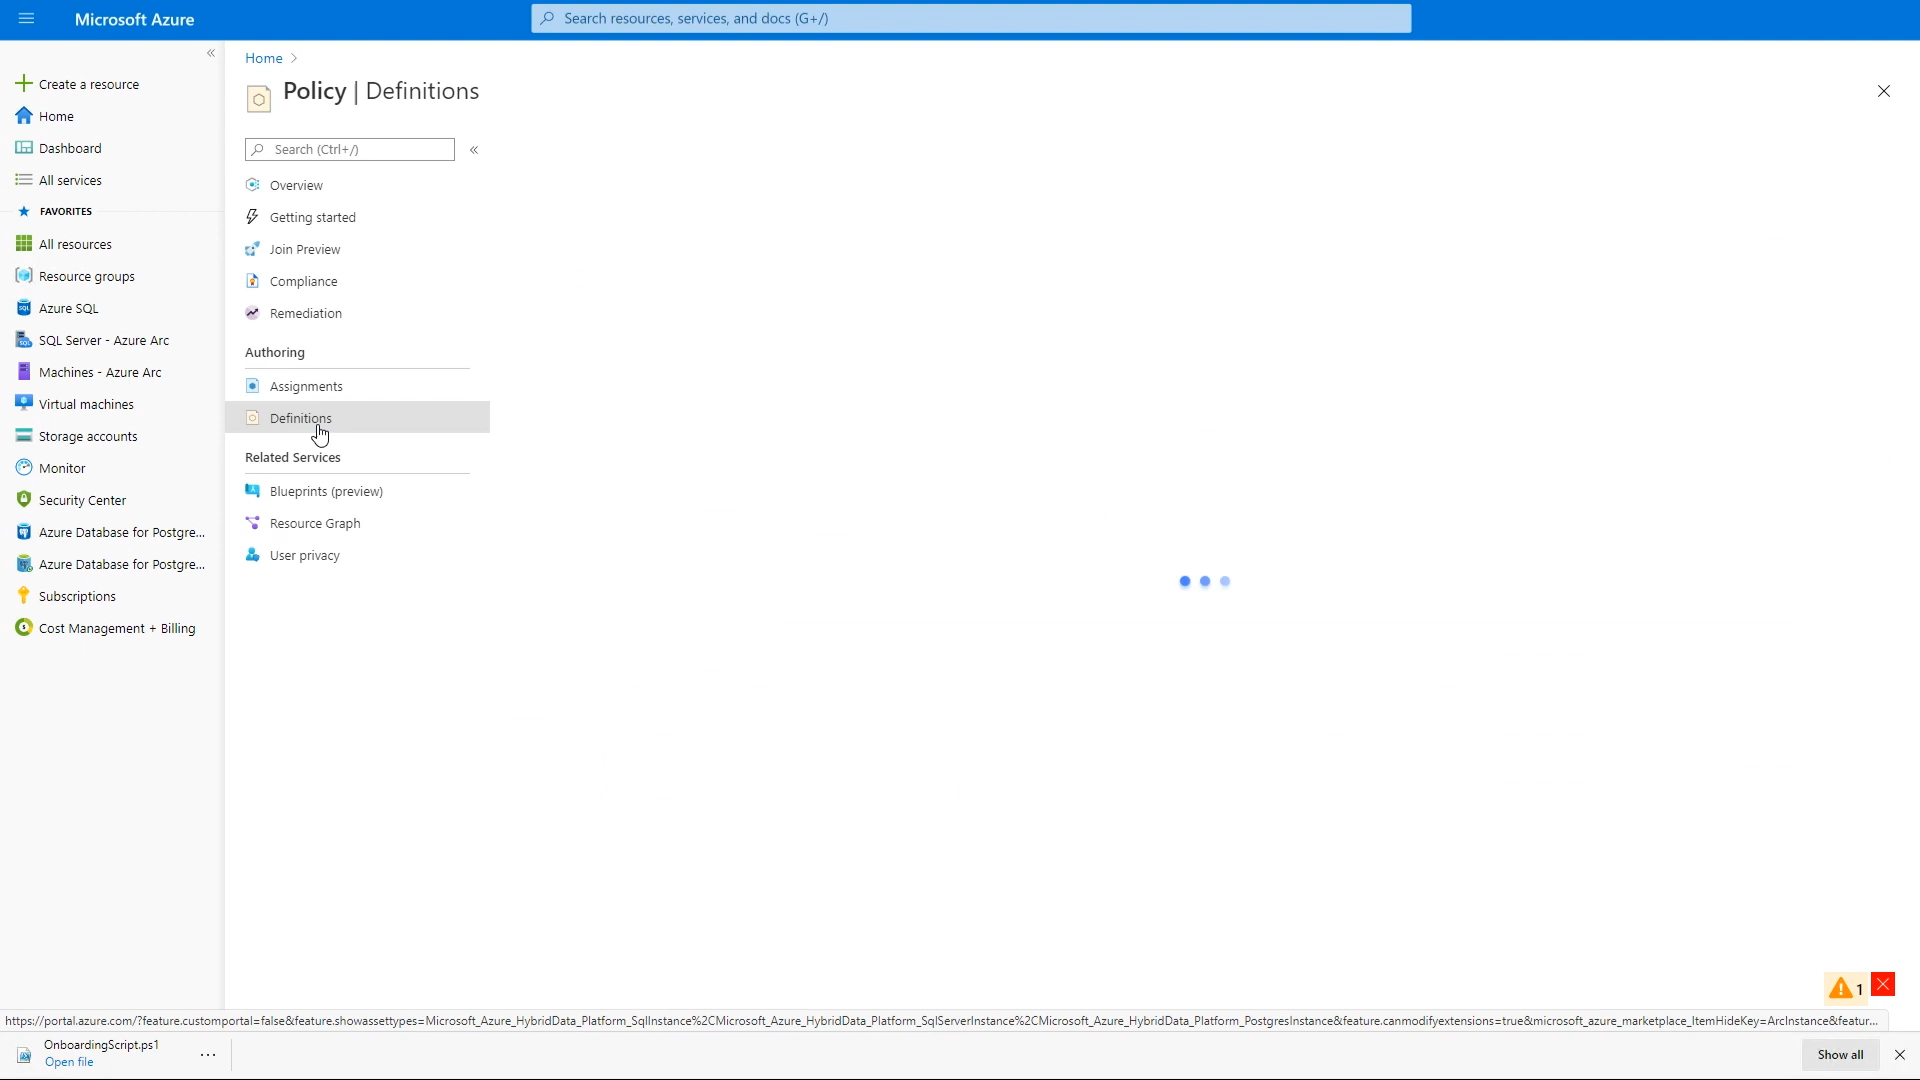 Microsoft Azure
Search resources, services, and docs (G+/)
Create a resource
Home
Dashboard
All services
FAVORITES
All resources
Resource groups
Azure SQL
SQL Server - Azure Arc
Machines - Azure Arc
Virtual machines
Storage accounts
Monitor
Security Center
Azure Database for Postgre...
Azure Database for Postgre...
Subscriptions
Cost Management + Billing
Home
Policy | Definitions
Search (Ctrl+/)
Overview
Getting started
Join Preview
Compliance
Remediation
Authoring
Assignments
Definitions
Related Services
Blueprints (preview)
Resource Graph
User privacy
1
https://portal.azure.com/?feature.customportal=false&feature.showassettypes=Microsoft_Azure_HybridData_Platform_SqlInstance%2CMicrosoft_Azure_HybridData_Platform_SqlServerInstance%2CMicrosoft_Azure_HybridData_Platform_PostgresInstance&feature.canmodifyextensions=true&microsoft_azure_marketplace_ItemHideKey=ArcInstance&featur...
OnboardingScript.ps1
Open file
Show all